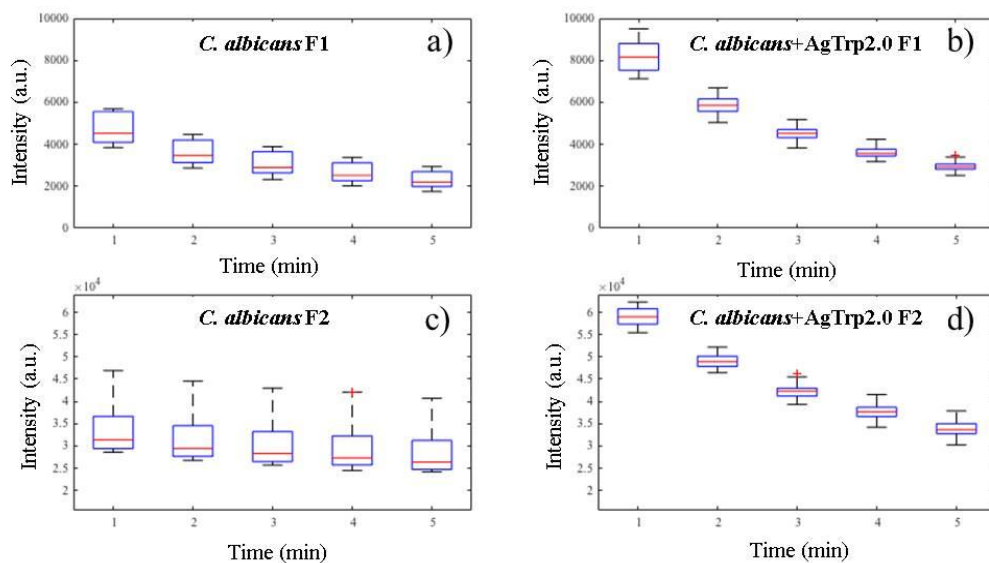 C. albicans F1
a)
10000
8000
6000
4000
2000
0
Intensity (a.u.)
1 2 3 4 5
Time (min)
C. albicans+AgTrp2.0 F1
b)
10000
8000
6000
4000
2000
0
Intensity (a.u.)
1 2 3 4 5
Time (min)
×10⁴
C. albicans F2
c)
6
5.5
5
4.5
4
3.5
3
2.5
2
Intensity (a.u.)
1 2 3 4 5
Time (min)
×10⁴
C. albicans+AgTrp2.0 F2
d)
6
5.5
5
4.5
4
3.5
3
2.5
2
Intensity (a.u.)
1 2 3 4 5
Time (min)